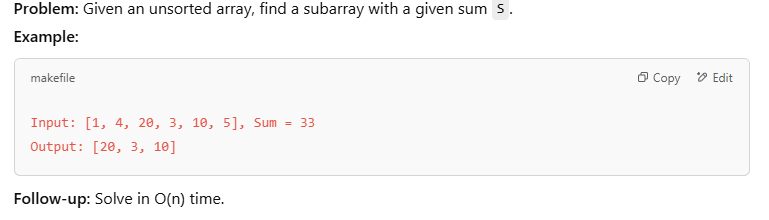 Problem: Given an unsorted array, find a subarray with a given sum S.
Example:
makefile Copy Edit
Input: [1, 4, 20, 3, 10, 5], Sum = 33
Output: [20, 3, 10]
Follow-up: Solve in O(n) time.